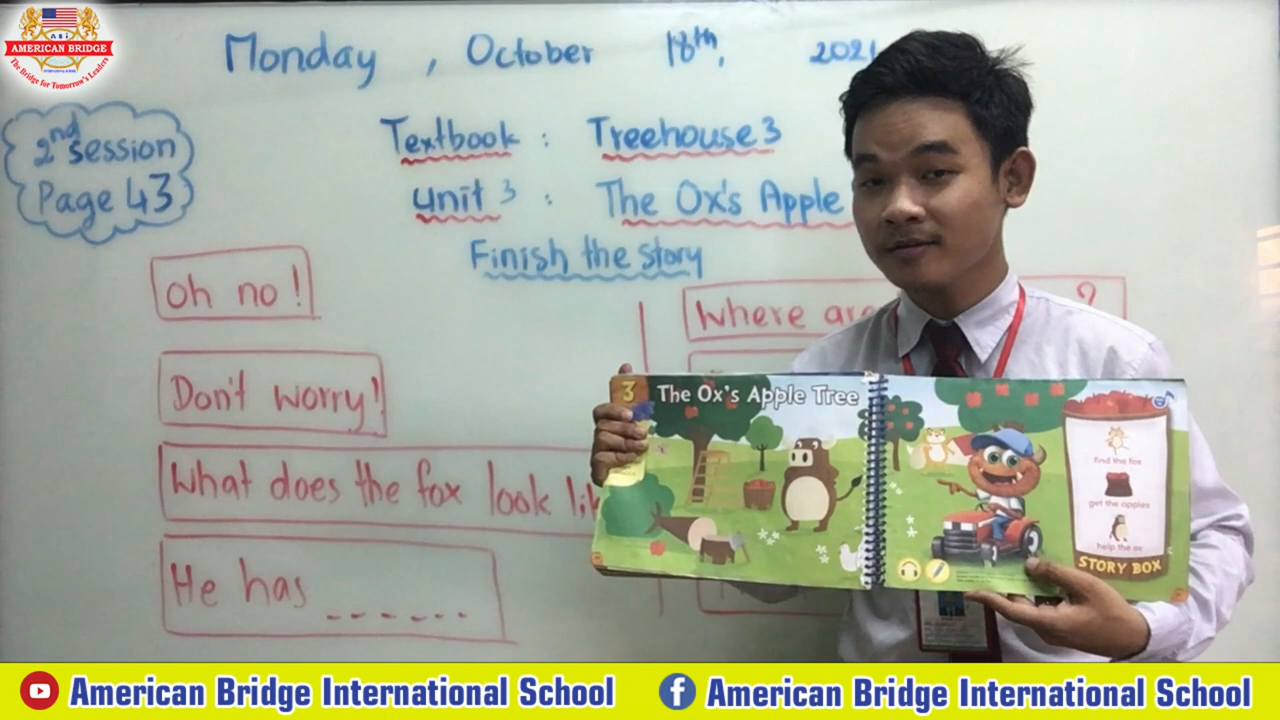 ABi
AMERICAN BRIDGE
INTERNATIONAL SCHOOL
The Bridge for Tomorrow's Leaders
Monday, October 18th, 2021
2nd session
Page 43
Textbook : Treehouse 3
Unit 3 : The Ox's Apple
Finish the story
Oh no!
Don't worry!
What does the fox look lik
He has ------
Where are ?
3
The Ox's Apple Tree
find the fox
get the apples
help the ox
STORY BOX
American Bridge International School
American Bridge International School